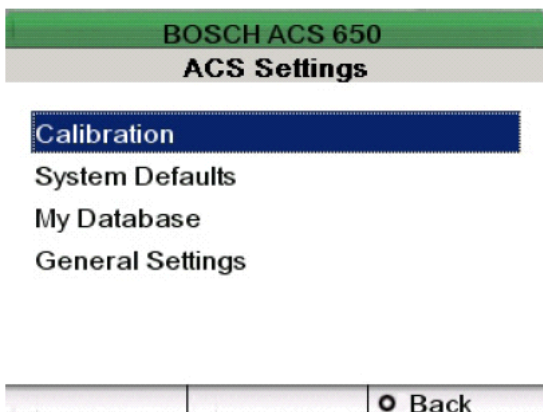 BOSCH ACS 650
ACS Settings
Calibration
System Defaults
My Database
General Settings
Back